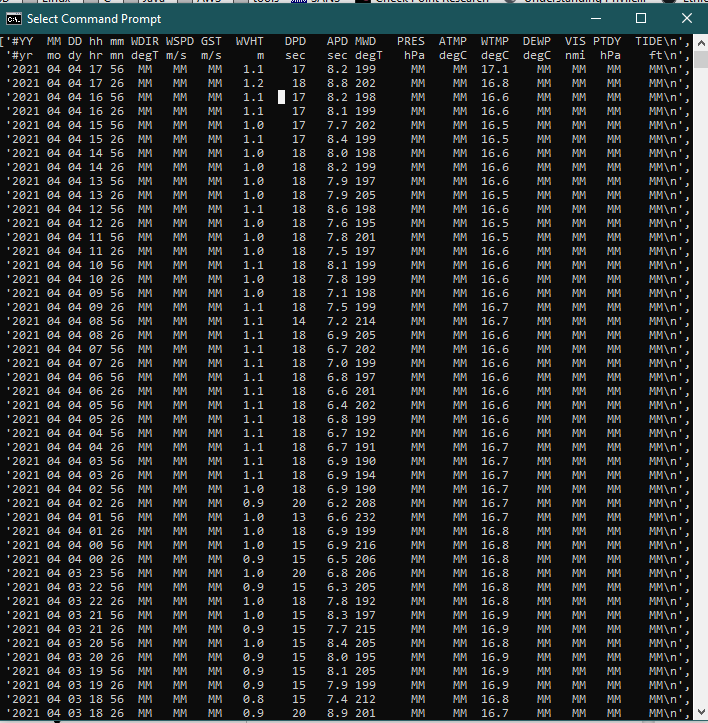 Linux Java AWS tools SANS Check Point Research
Select Command Prompt
['#YY MM DD hh mm WDIR WSPD GST WVHT DPD APD MWD PRES ATMP WTMP DEWP VIS PTDY TIDE\n',
'#yr mo dy hr mn degT m/s m/s m sec sec degT hPa degC degC degC nmi hPa ft\n',
'2021 04 04 17 56 MM MM MM 1.1 17 8.2 199 MM MM 17.1 MM MM MM MM\n',
'2021 04 04 17 26 MM MM MM 1.2 18 8.8 202 MM MM 16.8 MM MM MM MM\n',
'2021 04 04 16 56 MM MM MM 1.1 17 8.2 198 MM MM 16.6 MM MM MM MM\n',
'2021 04 04 16 26 MM MM MM 1.1 17 8.1 199 MM MM 16.6 MM MM MM MM\n',
'2021 04 04 15 56 MM MM MM 1.0 17 7.7 202 MM MM 16.5 MM MM MM MM\n',
'2021 04 04 15 26 MM MM MM 1.1 17 8.4 199 MM MM 16.5 MM MM MM MM\n',
'2021 04 04 14 56 MM MM MM 1.0 18 8.0 198 MM MM 16.6 MM MM MM MM\n',
'2021 04 04 14 26 MM MM MM 1.0 18 8.2 199 MM MM 16.6 MM MM MM MM\n',
'2021 04 04 13 56 MM MM MM 1.0 18 7.9 197 MM MM 16.6 MM MM MM MM\n',
'2021 04 04 13 26 MM MM MM 1.0 18 7.9 205 MM MM 16.5 MM MM MM MM\n',
'2021 04 04 12 56 MM MM MM 1.1 18 8.6 198 MM MM 16.6 MM MM MM MM\n',
'2021 04 04 12 26 MM MM MM 1.0 18 7.6 195 MM MM 16.5 MM MM MM MM\n',
'2021 04 04 11 56 MM MM MM 1.0 18 7.8 201 MM MM 16.5 MM MM MM MM\n',
'2021 04 04 11 26 MM MM MM 1.0 18 7.5 197 MM MM 16.6 MM MM MM MM\n',
'2021 04 04 10 56 MM MM MM 1.1 18 8.1 199 MM MM 16.6 MM MM MM MM\n',
'2021 04 04 10 26 MM MM MM 1.0 18 7.8 199 MM MM 16.6 MM MM MM MM\n',
'2021 04 04 09 56 MM MM MM 1.0 18 7.1 198 MM MM 16.6 MM MM MM MM\n',
'2021 04 04 09 26 MM MM MM 1.1 18 7.5 199 MM MM 16.7 MM MM MM MM\n',
'2021 04 04 08 56 MM MM MM 1.1 14 7.2 214 MM MM 16.7 MM MM MM MM\n',
'2021 04 04 08 26 MM MM MM 1.1 18 6.9 205 MM MM 16.6 MM MM MM MM\n',
'2021 04 04 07 56 MM MM MM 1.1 18 6.7 202 MM MM 16.6 MM MM MM MM\n',
'2021 04 04 07 26 MM MM MM 1.1 18 7.0 199 MM MM 16.6 MM MM MM MM\n',
'2021 04 04 06 56 MM MM MM 1.1 18 6.8 197 MM MM 16.6 MM MM MM MM\n',
'2021 04 04 06 26 MM MM MM 1.1 18 6.6 201 MM MM 16.6 MM MM MM MM\n',
'2021 04 04 05 56 MM MM MM 1.1 18 6.4 202 MM MM 16.6 MM MM MM MM\n',
'2021 04 04 05 26 MM MM MM 1.1 18 6.8 199 MM MM 16.6 MM MM MM MM\n',
'2021 04 04 04 56 MM MM MM 1.1 18 6.7 192 MM MM 16.6 MM MM MM MM\n',
'2021 04 04 04 26 MM MM MM 1.1 18 6.7 191 MM MM 16.7 MM MM MM MM\n',
'2021 04 04 03 56 MM MM MM 1.1 18 6.9 190 MM MM 16.7 MM MM MM MM\n',
'2021 04 04 03 26 MM MM MM 1.1 18 6.9 194 MM MM 16.8 MM MM MM MM\n',
'2021 04 04 02 56 MM MM MM 1.0 18 6.9 190 MM MM 16.7 MM MM MM MM\n',
'2021 04 04 02 26 MM MM MM 0.9 20 6.2 208 MM MM 16.7 MM MM MM MM\n',
'2021 04 04 01 56 MM MM MM 1.0 13 6.6 232 MM MM 16.7 MM MM MM MM\n',
'2021 04 04 01 26 MM MM MM 1.0 18 6.9 199 MM MM 16.8 MM MM MM MM\n',
'2021 04 04 00 56 MM MM MM 1.0 15 6.9 216 MM MM 16.8 MM MM MM MM\n',
'2021 04 04 00 26 MM MM MM 0.9 15 6.5 206 MM MM 16.8 MM MM MM MM\n',
'2021 04 03 23 56 MM MM MM 1.0 20 6.8 206 MM MM 16.8 MM MM MM MM\n',
'2021 04 03 22 56 MM MM MM 0.9 15 6.3 205 MM MM 16.8 MM MM MM MM\n',
'2021 04 03 22 26 MM MM MM 1.0 18 7.8 192 MM MM 16.8 MM MM MM MM\n',
'2021 04 03 21 56 MM MM MM 1.0 15 8.3 197 MM MM 16.9 MM MM MM MM\n',
'2021 04 03 21 26 MM MM MM 0.9 15 7.7 215 MM MM 16.9 MM MM MM MM\n',
'2021 04 03 20 56 MM MM MM 1.0 15 8.4 205 MM MM 16.8 MM MM MM MM\n',
'2021 04 03 20 26 MM MM MM 0.9 15 8.0 195 MM MM 16.9 MM MM MM MM\n',
'2021 04 03 19 56 MM MM MM 0.9 15 8.1 205 MM MM 16.9 MM MM MM MM\n',
'2021 04 03 19 26 MM MM MM 0.9 15 7.9 199 MM MM 16.9 MM MM MM MM\n',
'2021 04 03 18 56 MM MM MM 0.8 15 7.4 212 MM MM 16.8 MM MM MM MM\n',
'2021 04 03 18 26 MM MM MM 0.9 20 8.9 201 MM MM 16.7 MM MM MM MM\n',